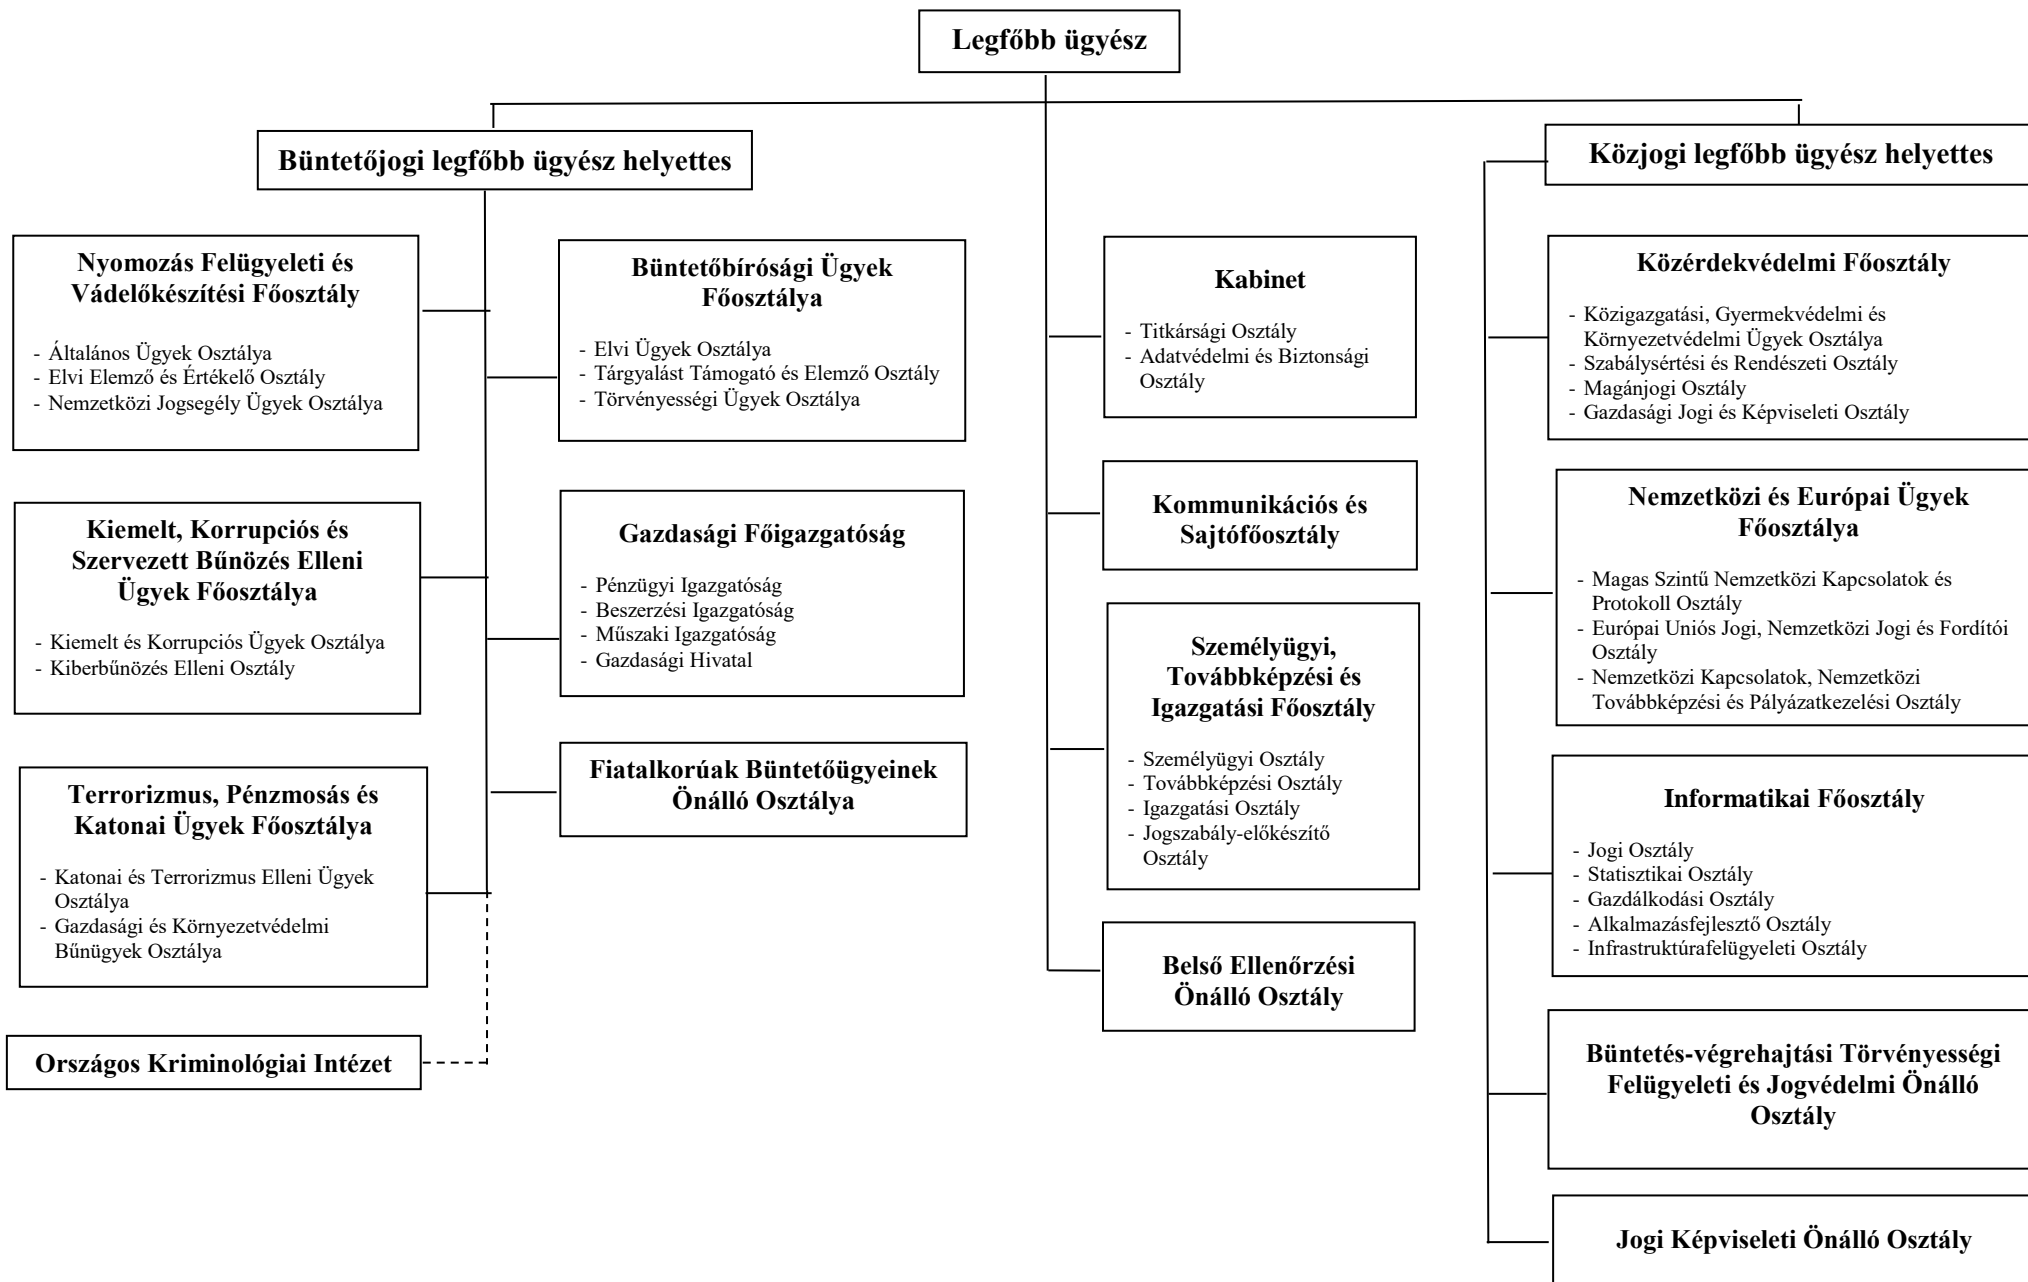 Legfőbb ügyész
Büntetőjogi legfőbb ügyész helyettes
Közjogi legfőbb ügyész helyettes
Nyomozás Felügyeleti és
Vádelőkészítési Főosztály
- Általános Ügyek Osztálya
- Elvi Elemző és Értékelő Osztály
- Nemzetközi Jogsegély Ügyek Osztálya
Büntetőbírósági Ügyek
Főosztálya
- Elvi Ügyek Osztálya
- Tárgyalást Támogató és Elemző Osztály
- Törvényességi Ügyek Osztálya
Kabinet
- Titkársági Osztály
- Adatvédelmi és Biztonsági
Osztály
Közérdekvédelmi Főosztály
- Közigazgatási, Gyermekvédelmi és
Környezetvédelmi Ügyek Osztálya
- Szabálysértési és Rendészeti Osztály
- Magánjogi Osztály
- Gazdasági Jogi és Képviseleti Osztály
Kiemelt, Korrupciós és
Szervezett Bűnözés Elleni
Ügyek Főosztálya
- Kiemelt és Korrupciós Ügyek Osztálya
- Kiberbűnözés Elleni Osztály
Gazdasági Főigazgatóság
- Pénzügyi Igazgatóság
- Beszerzési Igazgatóság
- Műszaki Igazgatóság
- Gazdasági Hivatal
Kommunikációs és
Sajtófőosztály
Nemzetközi és Európai Ügyek
Főosztálya
- Magas Szintű Nemzetközi Kapcsolatok és
Protokoll Osztály
- Európai Uniós Jogi, Nemzetközi Jogi és Fordítói
Osztály
- Nemzetközi Kapcsolatok, Nemzetközi
Továbbképzési és Pályázatkezelési Osztály
Személyügyi,
Továbbképzési és
Igazgatási Főosztály
- Személyügyi Osztály
- Továbbképzési Osztály
- Igazgatási Osztály
- Jogszabály-előkészítő
Osztály
Terrorizmus, Pénzmosás és
Katonai Ügyek Főosztálya
- Katonai és Terrorizmus Elleni Ügyek
Osztálya
- Gazdasági és Környezetvédelmi
Bűnügyek Osztálya
Fiatalkorúak Büntetőügyeinek
Önálló Osztálya
Informatikai Főosztály
- Jogi Osztály
- Statisztikai Osztály
- Gazdálkodási Osztály
- Alkalmazásfejlesztő Osztály
- Infrastruktúrafelügyeleti Osztály
Belső Ellenőrzési
Önálló Osztály
Országos Kriminológiai Intézet
Büntetés-végrehajtási Törvényességi
Felügyeleti és Jogvédelmi Önálló
Osztály
Jogi Képviseleti Önálló Osztály